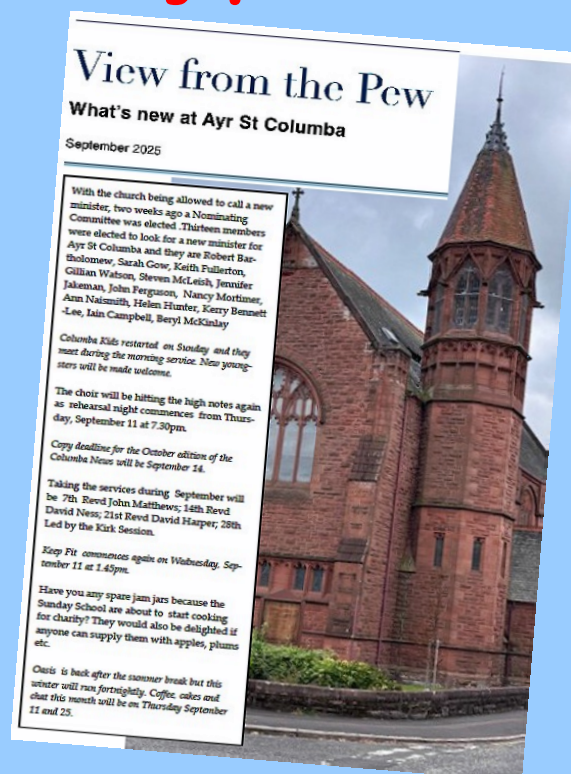 View from the Pew
What's new at Ayr St Columba
September 2025
With the church being allowed to call a new
minister, two weeks ago a Nominating
Committee was elected .Thirteen members
were elected to look for a new minister for
Ayr St Columba and they are Robert Bar-
tholomew, Sarah Gow, Keith Fullerton,
Gillian Watson, Steven McLeish, Jennifer
Jakeman, John Ferguson, Nancy Mortimer,
Ann Naismith, Helen Hunter, Kerry Bennett
-Lee, Iain Campbell, Beryl McKinlay
Columba Kids restarted on Sunday and they
meet during the morning service. New young-
sters will be made welcome.
The choir will be hitting the high notes again
as rehearsal night commences from Thurs-
day, September 11 at 7.30pm.
Copy deadline for the October edition of the
Columba News will be September 14.
Taking the services during September will
be 7th Revd John Matthews; 14th Revd
David Ness; 21st Revd David Harper; 28th
Led by the Kirk Session.
Keep Fit commences again on Wednesday, Sep-
tember 11 at 1.45pm.
Have you any spare jam jars because the
Sunday School are about to start cooking
for charity? They would also be delighted if
anyone can supply them with apples, plums
etc.
Oasis is back after the summer break but this
winter will run fortnightly. Coffee, cakes and
chat this month will be on Thursday September
11 and 25.